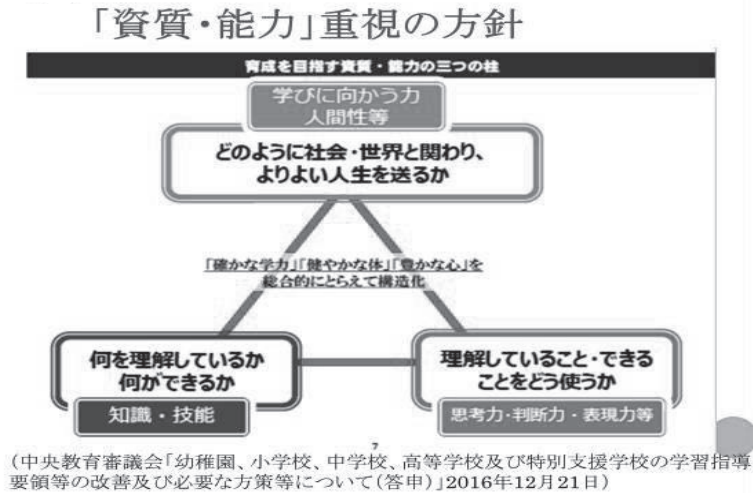 「資質・能力」重視の方針
育成を目指す資質・能力の三つの柱
学びに向かう力
人間性等
どのように社会・世界と関わり、
よりよい人生を送るか
「確かな学力」「健やかな体」「豊かな心」を
総合的にとらえて構造化
何を理解しているか
何ができるか
理解していること・できる
ことをどう使うか
知識・技能
思考力・判断力・表現力等
7
(中央教育審議会「幼稚園、小学校、中学校、高等学校及び特別支援学校の学習指導
要領等の改善及び必要な方策等について(答申)」2016年12月21日)